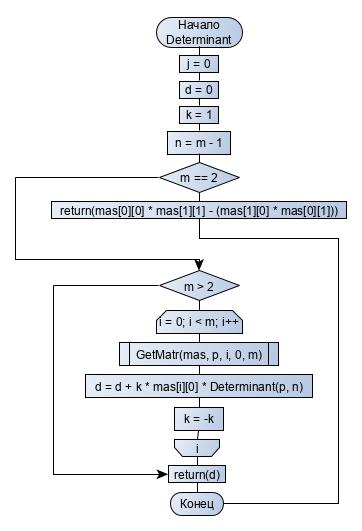 Начало
Determinant
j = 0
d = 0
k = 1
n = m - 1
m == 2
return(mas[0][0] * mas[1][1] - (mas[1][0] * mas[0][1]))
m > 2
i = 0; i < m; i++
GetMatr(mas, p, i, 0, m)
d = d + k * mas[i][0] * Determinant(p, n)
k = -k
i
return(d)
Конец